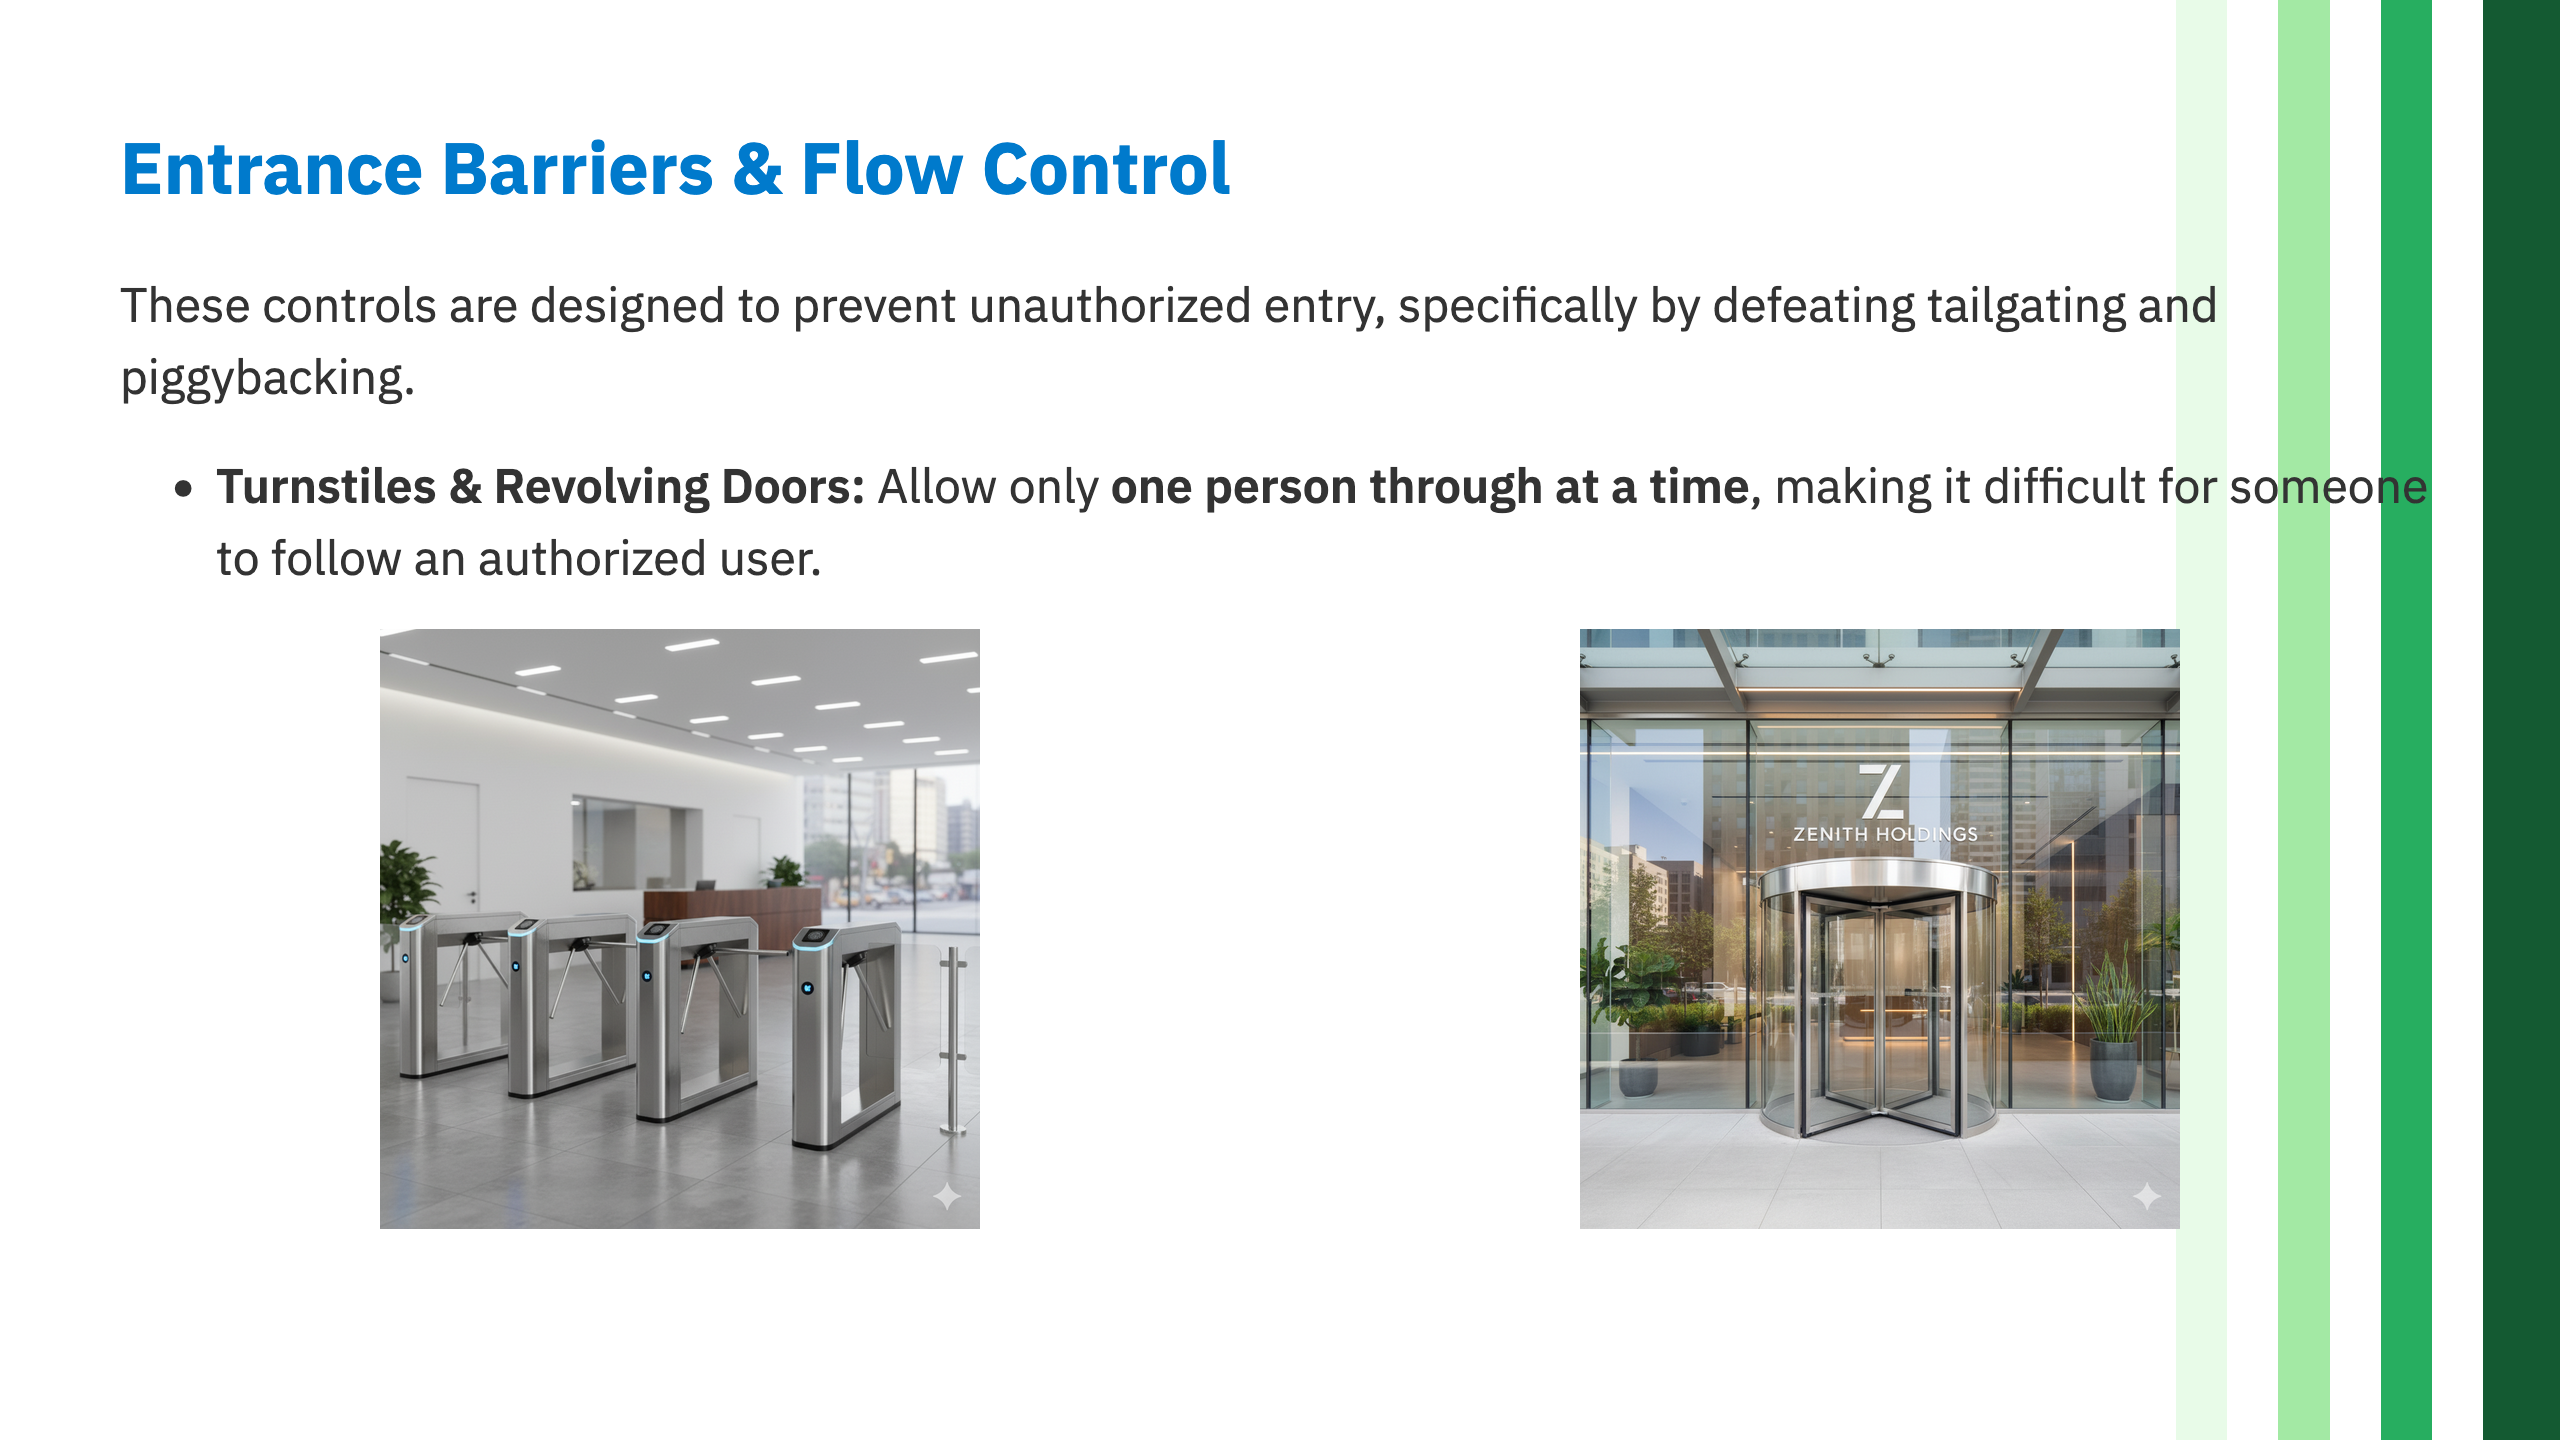 Entrance Barriers & Flow Control
These controls are designed to prevent unauthorized entry, specifically by defeating tailgating and
piggybacking.
• Turnstiles & Revolving Doors: Allow only one person through at a time, making it difficult for someone
to follow an authorized user.
Z
ZENITH HOLDINGS